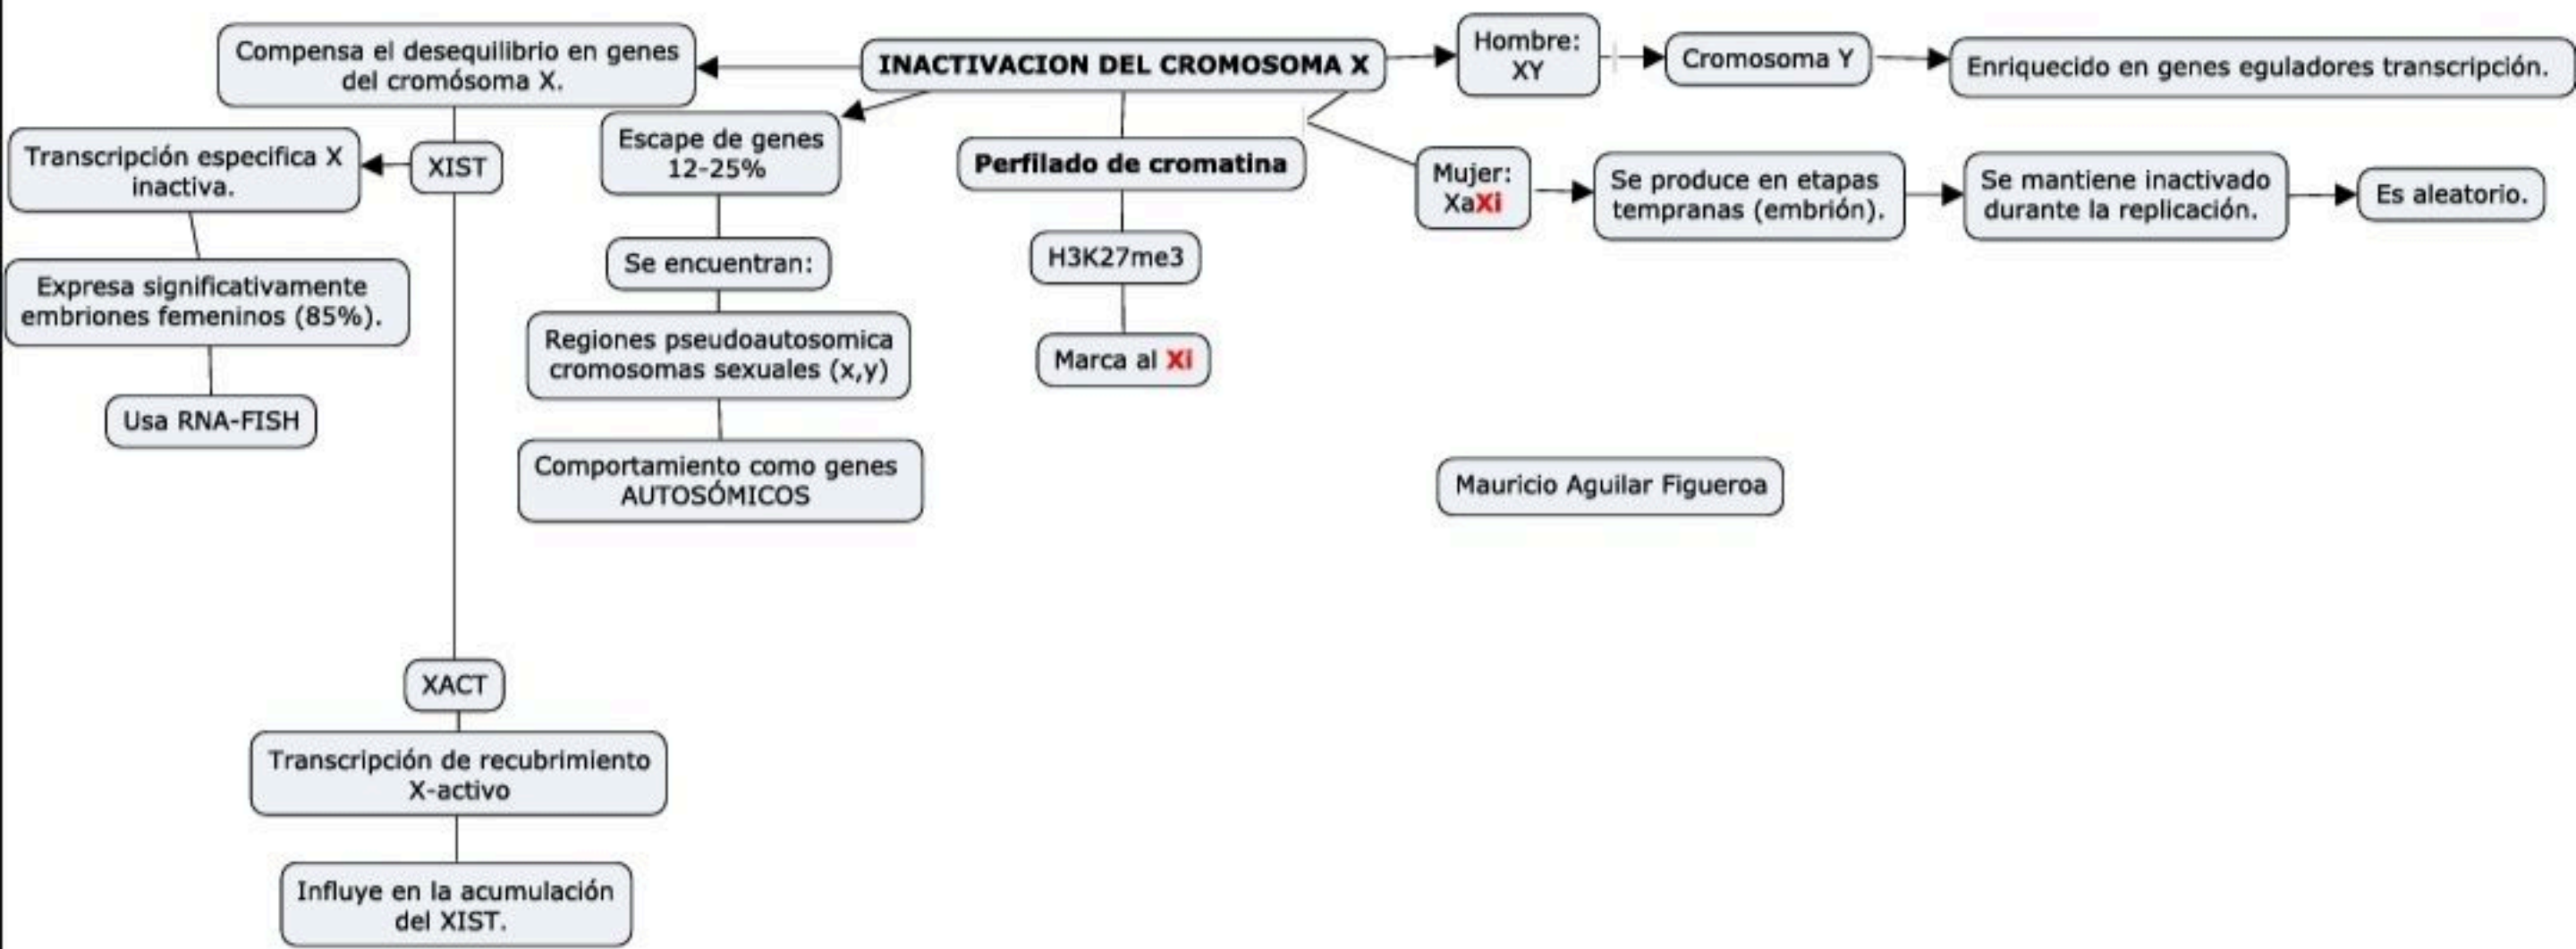 Compensa el desequilibrio en genes
del cromósoma X.
INACTIVACION DEL CROMOSOMA X
Hombre:
XY
Cromosoma Y
Enriquecido en genes eguladores transcripción.
Transcripción especifica X
inactiva.
XIST
Escape de genes
12-25%
Perfilado de cromatina
Mujer:
XaXi
Se produce en etapas
tempranas (embrión).
Se mantiene inactivado
durante la replicación.
Es aleatorio.
Expresa significativamente
embriones femeninos (85%).
Se encuentran:
H3K27me3
Regiones pseudoautosomica
cromosomas sexuales (x,y)
Marca al Xi
Usa RNA-FISH
Comportamiento como genes
AUTOSÓMICOS
Mauricio Aguilar Figueroa
XACT
Transcripción de recubrimiento
X-activo
Influye en la acumulación
del XIST.